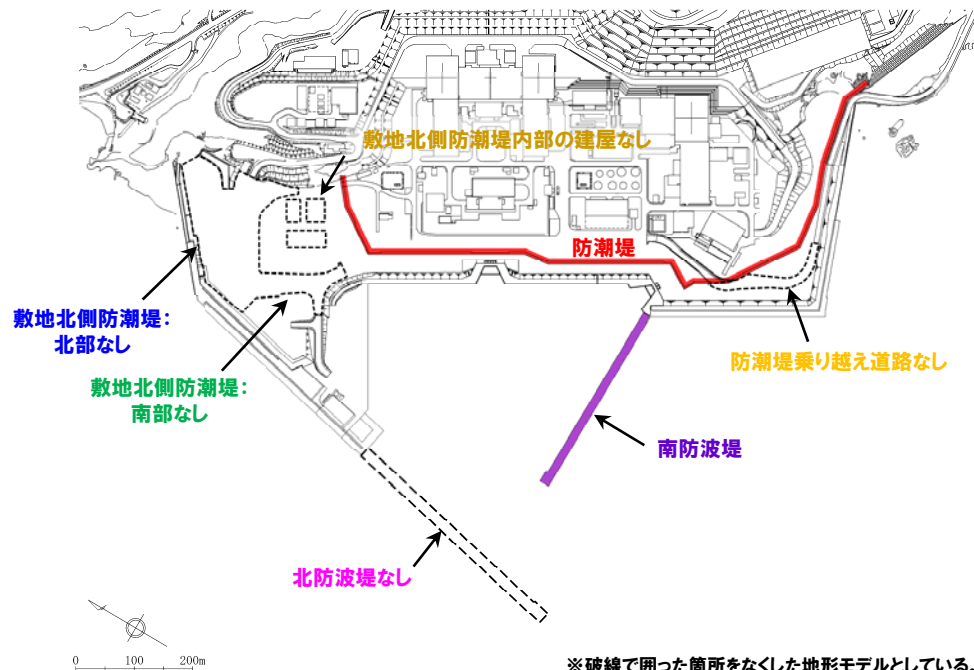 敷地北側防潮堤内部の建屋なし
防潮堤
敷地北側防潮堤：
北部なし
敷地北側防潮堤：
南部なし
防潮堤乗り越え道路なし
南防波堤
北防波堤なし
0 100 200m
※破線で囲った箇所をなくした地形モデルとしている。